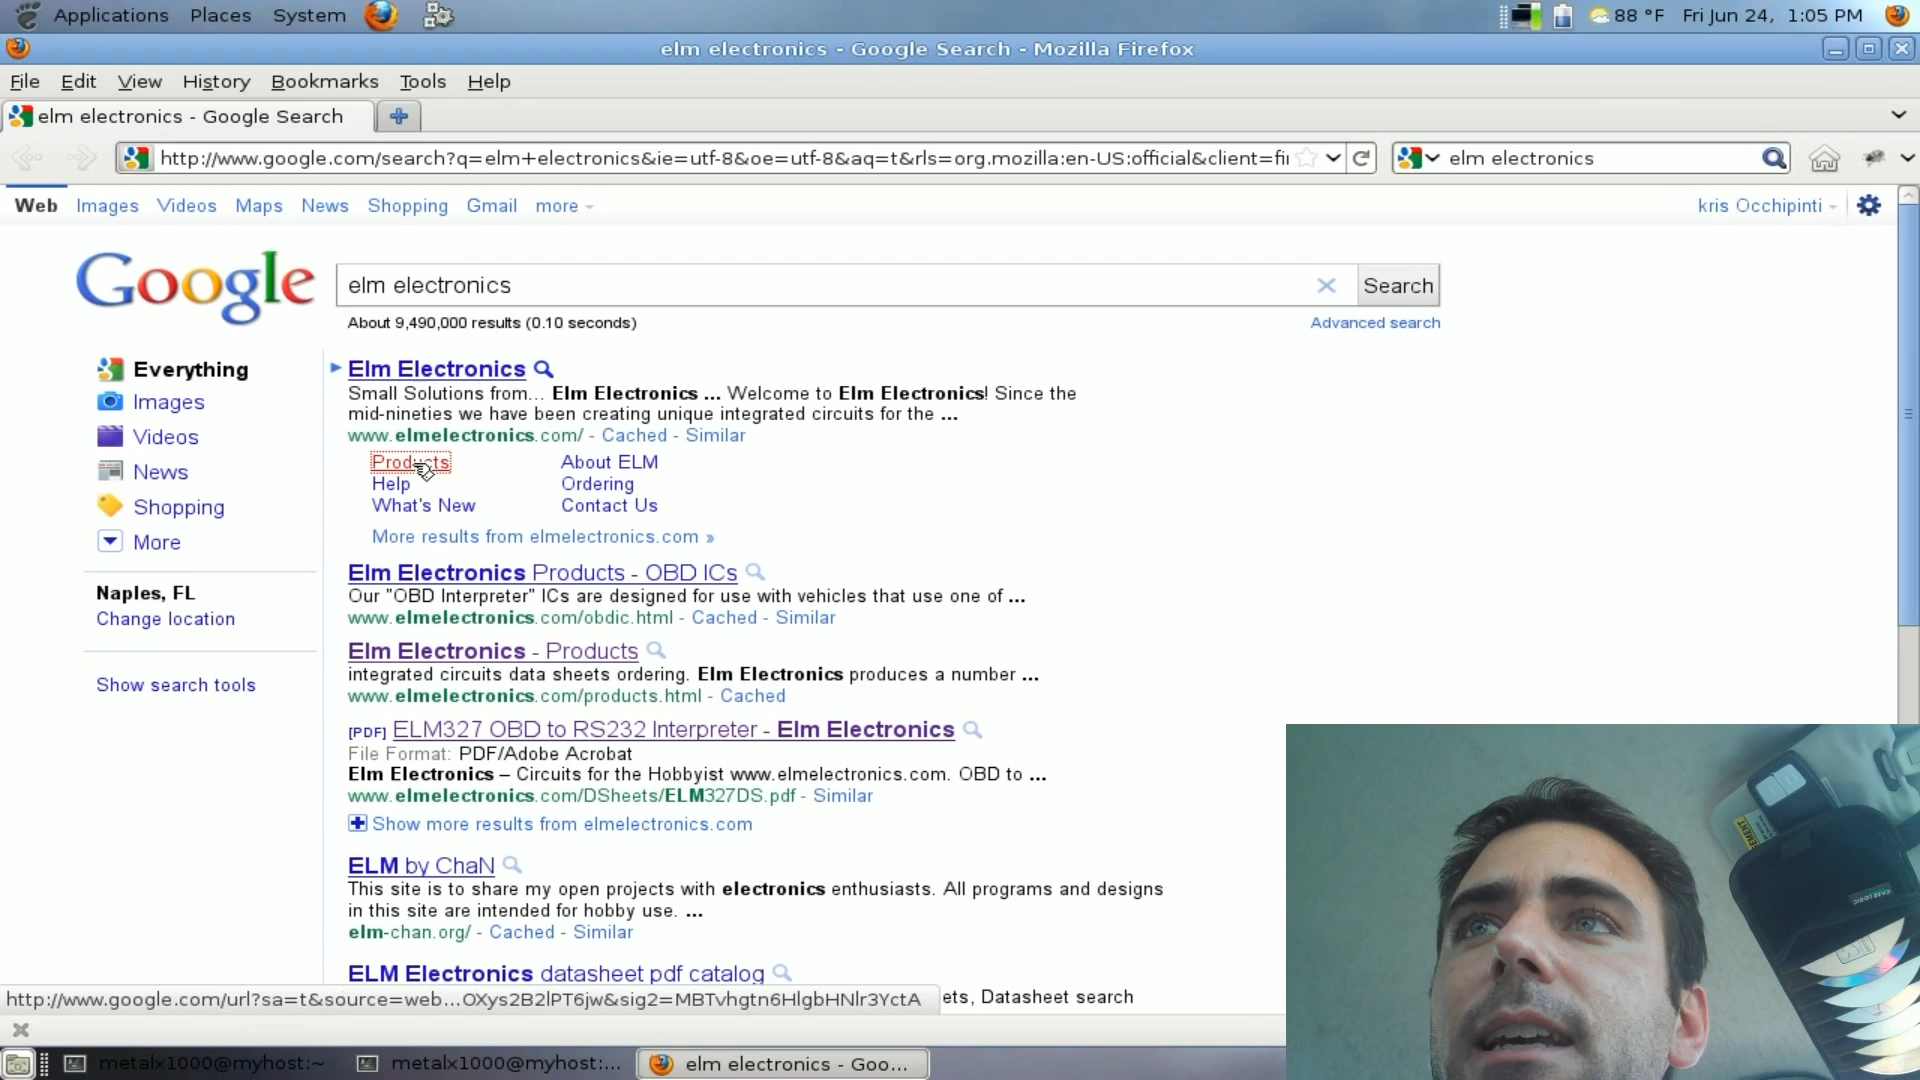 Applications Places System 88 °F Fri Jun 24, 1:05 PM
elm electronics - Google Search - Mozilla Firefox
File Edit View History Bookmarks Tools Help
elm electronics - Google Search
http://www.google.com/search?q=elm+electronics&ie=utf-8&oe=utf-8&aq=t&rls=org.mozilla:en-US:official&client=fi elm electronics
Web Images Videos Maps News Shopping Gmail more kris Occhipinti
Google elm electronics Search
About 9,490,000 results (0.10 seconds) Advanced search
Everything
Images
Videos
News
Shopping
More
Naples, FL
Change location
Show search tools
Elm Electronics
Small Solutions from... Elm Electronics ... Welcome to Elm Electronics! Since the
mid-nineties we have been creating unique integrated circuits for the ...
www.elmelectronics.com/ - Cached - Similar
Products About ELM
Help Ordering
What's New Contact Us
More results from elmelectronics.com »
Elm Electronics Products - OBD ICs
Our "OBD Interpreter" ICs are designed for use with vehicles that use one of ...
www.elmelectronics.com/obdic.html - Cached - Similar
Elm Electronics - Products
integrated circuits data sheets ordering. Elm Electronics produces a number ...
www.elmelectronics.com/products.html - Cached
[PDF] ELM327 OBD to RS232 Interpreter - Elm Electronics
File Format: PDF/Adobe Acrobat
Elm Electronics – Circuits for the Hobbyist www.elmelectronics.com. OBD to ...
www.elmelectronics.com/DSheets/ELM327DS.pdf - Similar
Show more results from elmelectronics.com
ELM by ChaN
This site is to share my open projects with electronics enthusiasts. All programs and designs
in this site are intended for hobby use. ...
elm-chan.org/ - Cached - Similar
ELM Electronics datasheet pdf catalog
http://www.google.com/url?sa=t&source=web...OXys2B2lPT6jw&sig2=MBTvhgtn6HlgbHNlr3YctA ets, Datasheet search
metalx1000@myhost:~ metalx1000@myhost:... elm electronics - Goo...